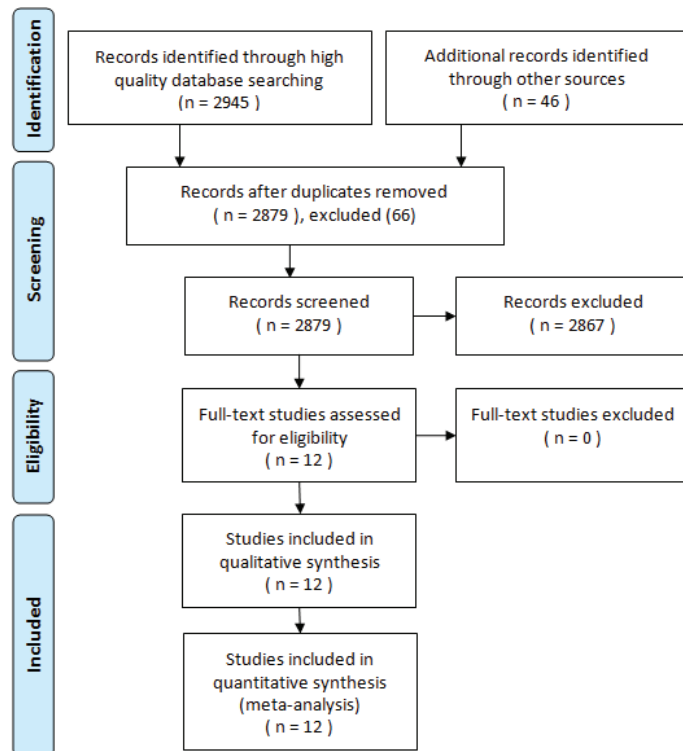 Identification
Records identified through high
quality database searching
(n = 2945 )
Additional records identified
through other sources
( n = 46 )
Screening
Records after duplicates removed
( n = 2879 ), excluded (66)
Records screened
( n = 2879 )
Records excluded
( n = 2867 )
Eligibility
Full-text studies assessed
for eligibility
( n = 12 )
Full-text studies excluded
( n = 0 )
Included
Studies included in
qualitative synthesis
( n = 12 )
Studies included in
quantitative synthesis
(meta-analysis)
( n = 12 )